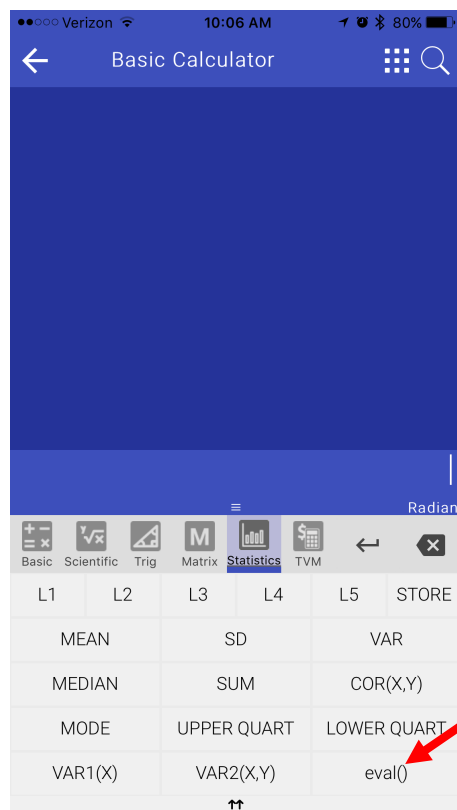 Verizon 10:06 AM 80%
Basic Calculator
Radian
Basic Scientific Trig Matrix Statistics TVM
L1 L2 L3 L4 L5 STORE
MEAN SD VAR
MEDIAN SUM COR(X,Y)
MODE UPPER QUART LOWER QUART
VAR1(X) VAR2(X,Y) eval()